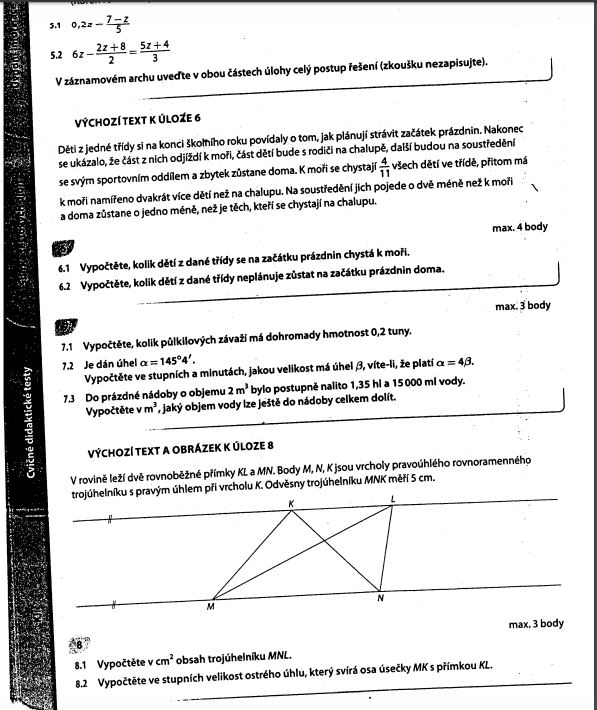 5.1 0,2z − (7 − z)/5
5.2 6z − (2z + 8)/2 = (5z + 4)/3
V záznamovém archu uveďte v obou částech úlohy celý postup řešení (zkoušku nezapisujte).
VÝCHOZÍ TEXT K ÚLOZE 6
Děti z jedné třídy si na konci školního roku povídaly o tom, jak plánují strávit začátek prázdnin. Nakonec
se ukázalo, že část z nich odjíždí k moři, část dětí bude s rodiči na chalupě, další budou na soustředění
se svým sportovním oddílem a zbytek zůstane doma. K moři se chystají 4/11 všech dětí ve třídě, přitom má
k moři namířeno dvakrát více dětí než na chalupu. Na soustředění jich pojede o dvě méně než k moři
a doma zůstane o jedno méně, než je těch, kteří se chystají na chalupu.
max. 4 body
6
6.1 Vypočtěte, kolik dětí z dané třídy se na začátku prázdnin chystá k moři.
6.2 Vypočtěte, kolik dětí z dané třídy neplánuje zůstat na začátku prázdnin doma.
max. 3 body
7.1 Vypočtěte, kolik půlkilových závaží má dohromady hmotnost 0,2 tuny.
7.2 Je dán úhel α = 145°4′.
Vypočtěte ve stupních a minutách, jakou velikost má úhel β, víte-li, že platí α = 4β.
7.3 Do prázdné nádoby o objemu 2 m³ bylo postupně nalito 1,35 hl a 15 000 ml vody.
Vypočtěte v m³, jaký objem vody lze ještě do nádoby celkem dolít.
Cvičné didaktické testy
VÝCHOZÍ TEXT A OBRÁZEK K ÚLOZE 8
V rovině leží dvě rovnoběžné přímky KL a MN. Body M, N, K jsou vrcholy pravoúhlého rovnoramenného
trojúhelníku s pravým úhlem při vrcholu K. Odvěsny trojúhelníku MNK měří 5 cm.
K
L
M
N
max. 3 body
8
8.1 Vypočtěte v cm² obsah trojúhelníku MNL.
8.2 Vypočtěte ve stupních velikost ostrého úhlu, který svírá osa úsečky MK s přímkou KL.